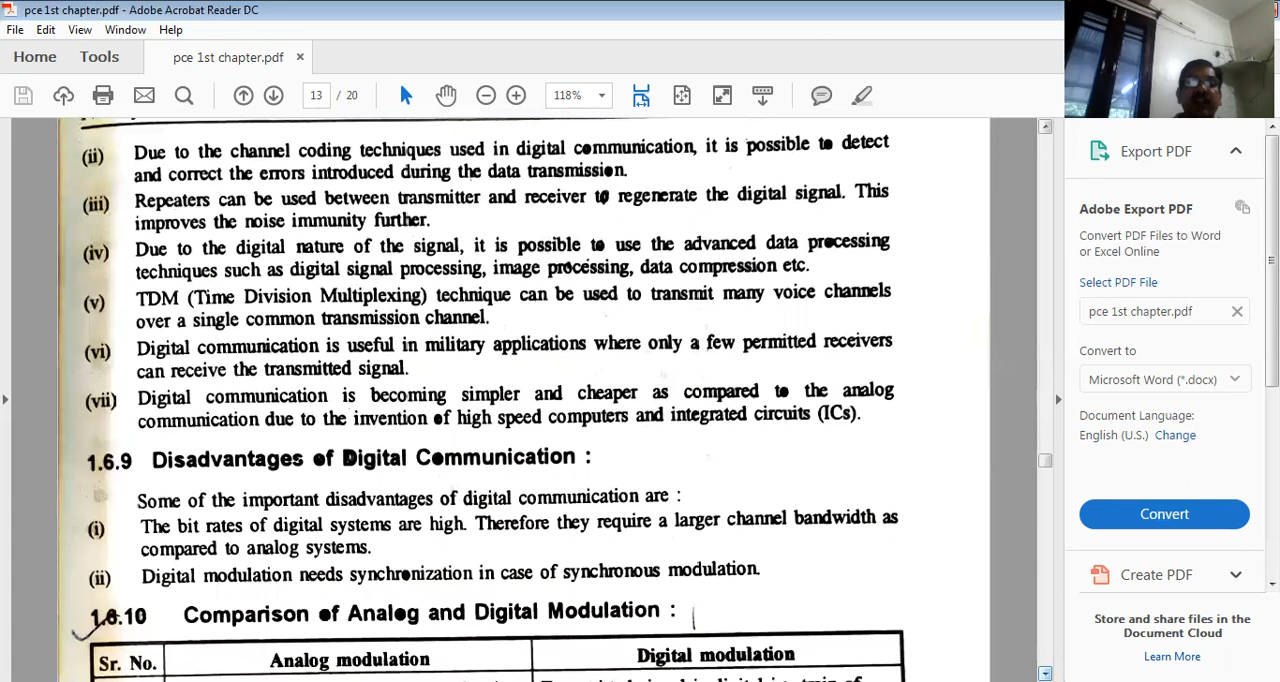 pce 1st chapter.pdf - Adobe Acrobat Reader DC
File Edit View Window Help
Home Tools pce 1st chapter.pdf ×
13 / 20 118%
(ii) Due to the channel coding techniques used in digital communication, it is possible to detect
and correct the errors introduced during the data transmission.
(iii) Repeaters can be used between transmitter and receiver to regenerate the digital signal. This
improves the noise immunity further.
(iv) Due to the digital nature of the signal, it is possible to use the advanced data processing
techniques such as digital signal processing, image processing, data compression etc.
(v) TDM (Time Division Multiplexing) technique can be used to transmit many voice channels
over a single common transmission channel.
(vi) Digital communication is useful in military applications where only a few permitted receivers
can receive the transmitted signal.
(vii) Digital communication is becoming simpler and cheaper as compared to the analog
communication due to the invention of high speed computers and integrated circuits (ICs).
1.6.9 Disadvantages of Digital Communication :
Some of the important disadvantages of digital communication are :
(i) The bit rates of digital systems are high. Therefore they require a larger channel bandwidth as
compared to analog systems.
(ii) Digital modulation needs synchronization in case of synchronous modulation.
1.6.10 Comparison of Analog and Digital Modulation :
Sr. No. Analog modulation Digital modulation
Export PDF
Adobe Export PDF
Convert PDF Files to Word
or Excel Online
Select PDF File
pce 1st chapter.pdf ×
Convert to
Microsoft Word (*.docx)
Document Language:
English (U.S.) Change
Convert
Create PDF
Store and share files in the
Document Cloud
Learn More